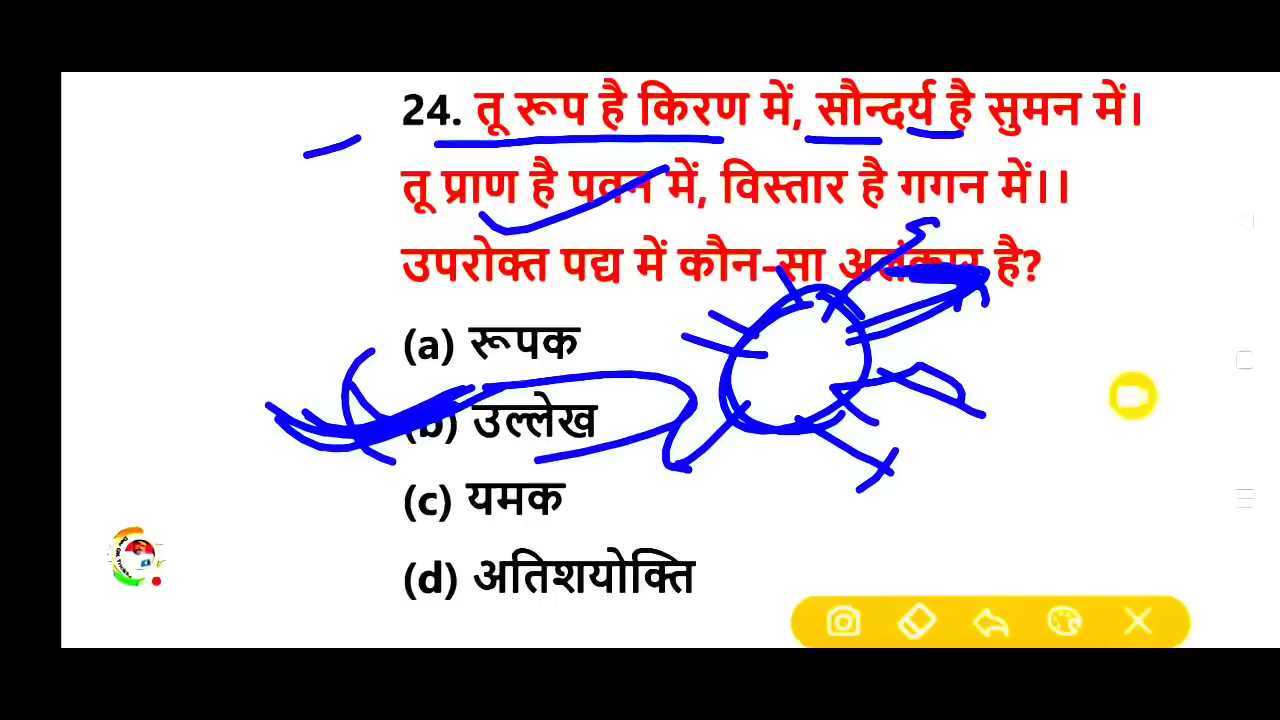 24. तू रूप है किरण में, सौन्दर्य है सुमन में।
तू प्राण है पवन में, विस्तार है गगन में।।
उपरोक्त पद्य में कौन-सा अलंकार है?
(a) रूपक
(b) उल्लेख
(c) यमक
(d) अतिशयोक्ति